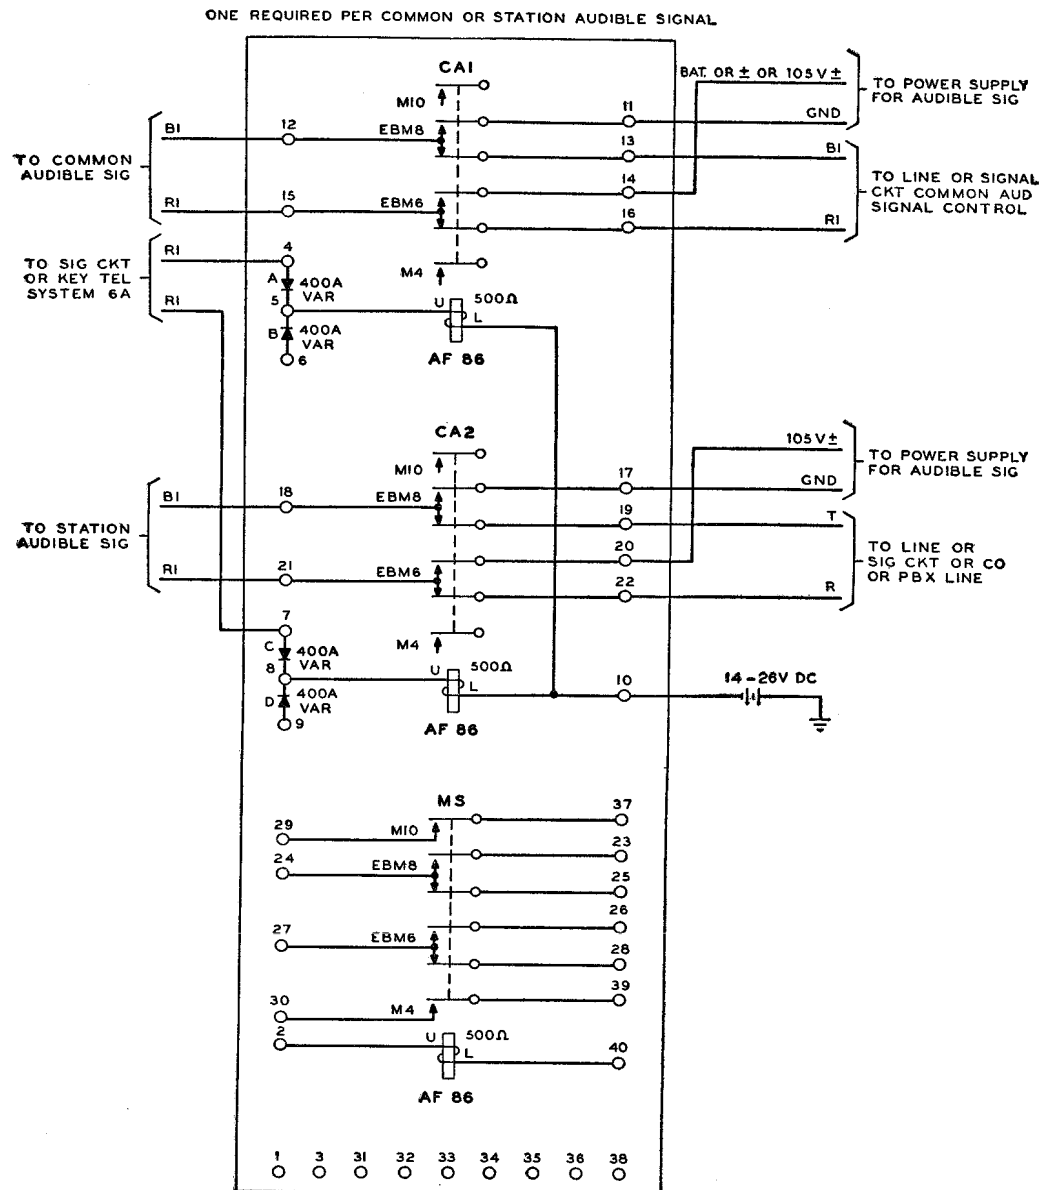 ONE REQUIRED PER COMMON OR STATION AUDIBLE SIGNAL
CA1
M10
BAT. OR ± OR 105V ±
TO POWER SUPPLY
FOR AUDIBLE SIG
GND
11
B1
12
EBM8
13
B1
TO COMMON
AUDIBLE SIG
14
TO LINE OR SIGNAL
CKT COMMON AUD
SIGNAL CONTROL
R1
15
EBM6
16
R1
R1
4
M4
TO SIG CKT
OR KEY TEL
SYSTEM 6A
A
400A
VAR
R1
5
U
500Ω
L
B
400A
VAR
6
AF 86
CA2
M10
105V ±
TO POWER SUPPLY
FOR AUDIBLE SIG
17
GND
B1
18
EBM8
19
T
TO STATION
AUDIBLE SIG
20
TO LINE OR
SIG CKT OR CO
OR PBX LINE
R1
21
EBM6
22
R
7
M4
C
400A
VAR
8
U
500Ω
L
10
14-26V DC
D
400A
VAR
9
AF 86
MS
37
29
M10
23
24
EBM8
25
26
27
EBM6
28
39
30
M4
2
U
500Ω
L
40
AF 86
1 3 31 32 33 34 35 36 38